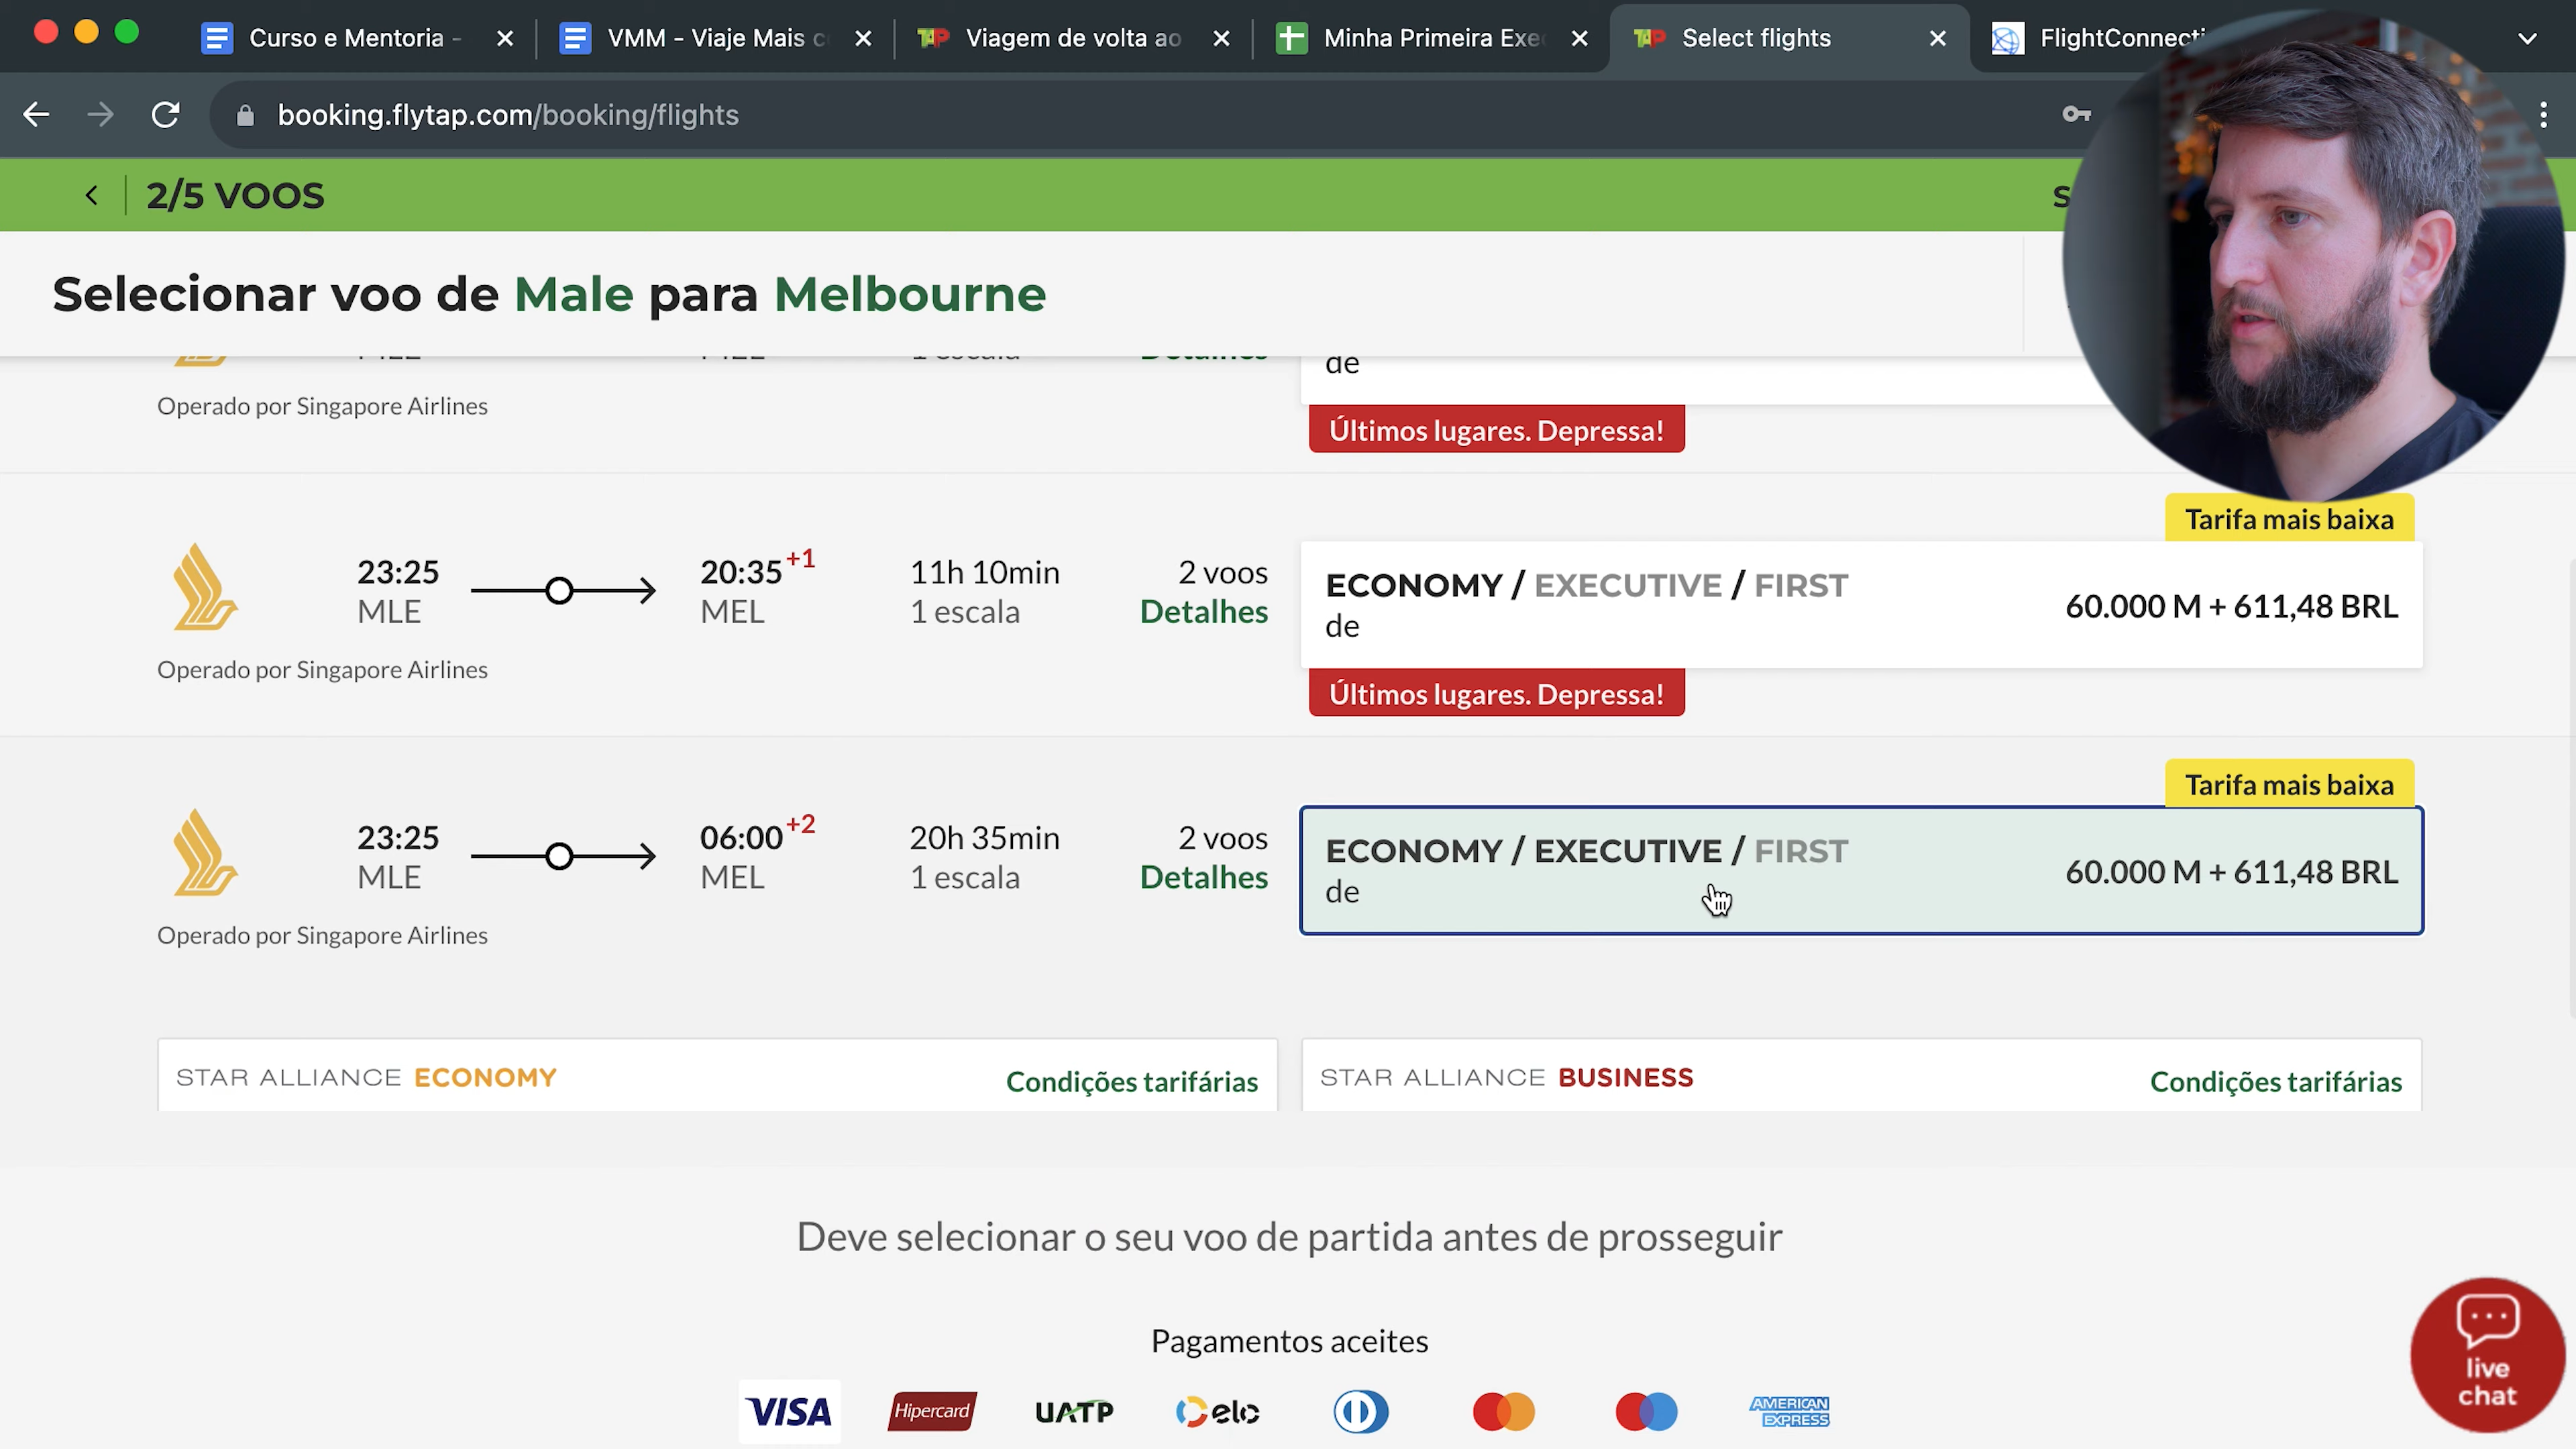 Curso e Mentoria -
VMM - Viaje Mais c
TAP Viagem de volta ao
Minha Primeira Exe
TAP Select flights
FlightConnecti
booking.flytap.com/booking/flights
2/5 VOOS
S
Selecionar voo de Male para Melbourne
de
Operado por Singapore Airlines
Últimos lugares. Depressa!
Tarifa mais baixa
23:25
MLE
20:35 +1
MEL
11h 10min
1 escala
2 voos
Detalhes
ECONOMY / EXECUTIVE / FIRST
de
60.000 M + 611,48 BRL
Operado por Singapore Airlines
Últimos lugares. Depressa!
Tarifa mais baixa
23:25
MLE
06:00 +2
MEL
20h 35min
1 escala
2 voos
Detalhes
ECONOMY / EXECUTIVE / FIRST
de
60.000 M + 611,48 BRL
Operado por Singapore Airlines
STAR ALLIANCE ECONOMY
Condições tarifárias
STAR ALLIANCE BUSINESS
Condições tarifárias
Deve selecionar o seu voo de partida antes de prosseguir
Pagamentos aceites
VISA
Hipercard
UATP
elo
AMERICAN
EXPRESS
live
chat